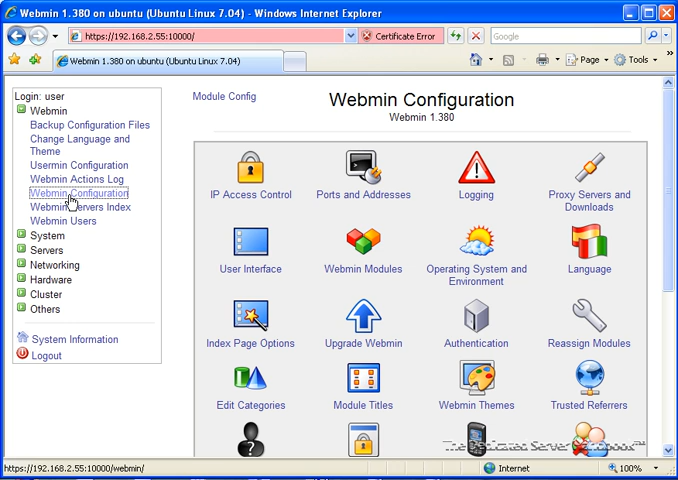 Webmin 1.380 on ubuntu (Ubuntu Linux 7.04) - Windows Internet Explorer
https://192.168.2.55:10000/
Certificate Error
Google
Webmin 1.380 on ubuntu (Ubuntu Linux 7.04)
Page
Tools
Login: user
Webmin
Backup Configuration Files
Change Language and
Theme
Usermin Configuration
Webmin Actions Log
Webmin Configuration
Webmin Servers Index
Webmin Users
System
Servers
Networking
Hardware
Cluster
Others
System Information
Logout
Module Config
Webmin Configuration
Webmin 1.380
IP Access Control
Ports and Addresses
Logging
Proxy Servers and
Downloads
User Interface
Webmin Modules
Operating System and
Environment
Language
Index Page Options
Upgrade Webmin
Authentication
Reassign Modules
Edit Categories
Module Titles
Webmin Themes
Trusted Referrers
The Dedicated Server Handbook™
https://192.168.2.55:10000/webmin/
Internet
100%